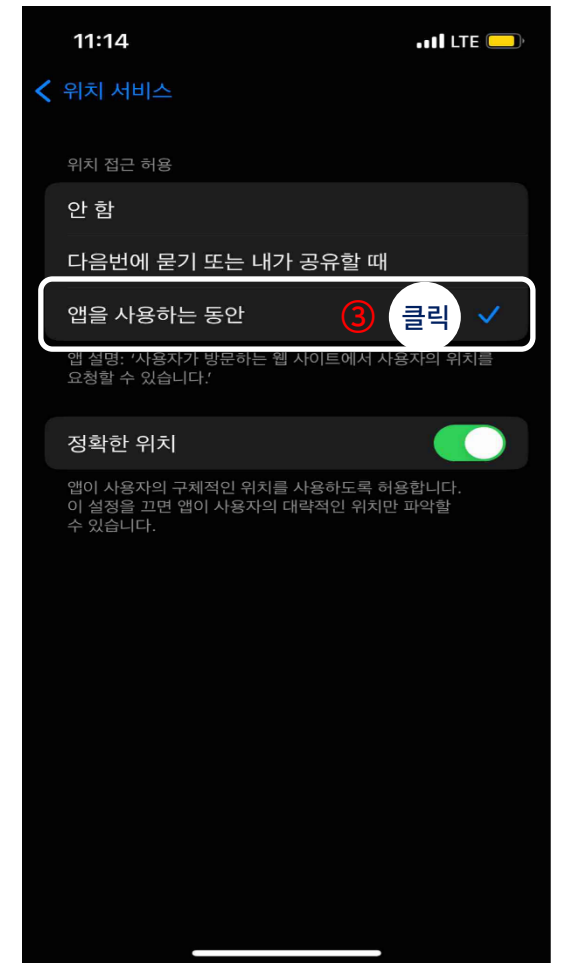 11:14
LTE
위치 서비스
위치 접근 허용
안 함
다음번에 묻기 또는 내가 공유할 때
앱을 사용하는 동안 ③ 클릭
앱 설명: ‘사용자가 방문하는 웹 사이트에서 사용자의 위치를
요청할 수 있습니다.’
정확한 위치
앱이 사용자의 구체적인 위치를 사용하도록 허용합니다.
이 설정을 끄면 앱이 사용자의 대략적인 위치만 파악할
수 있습니다.